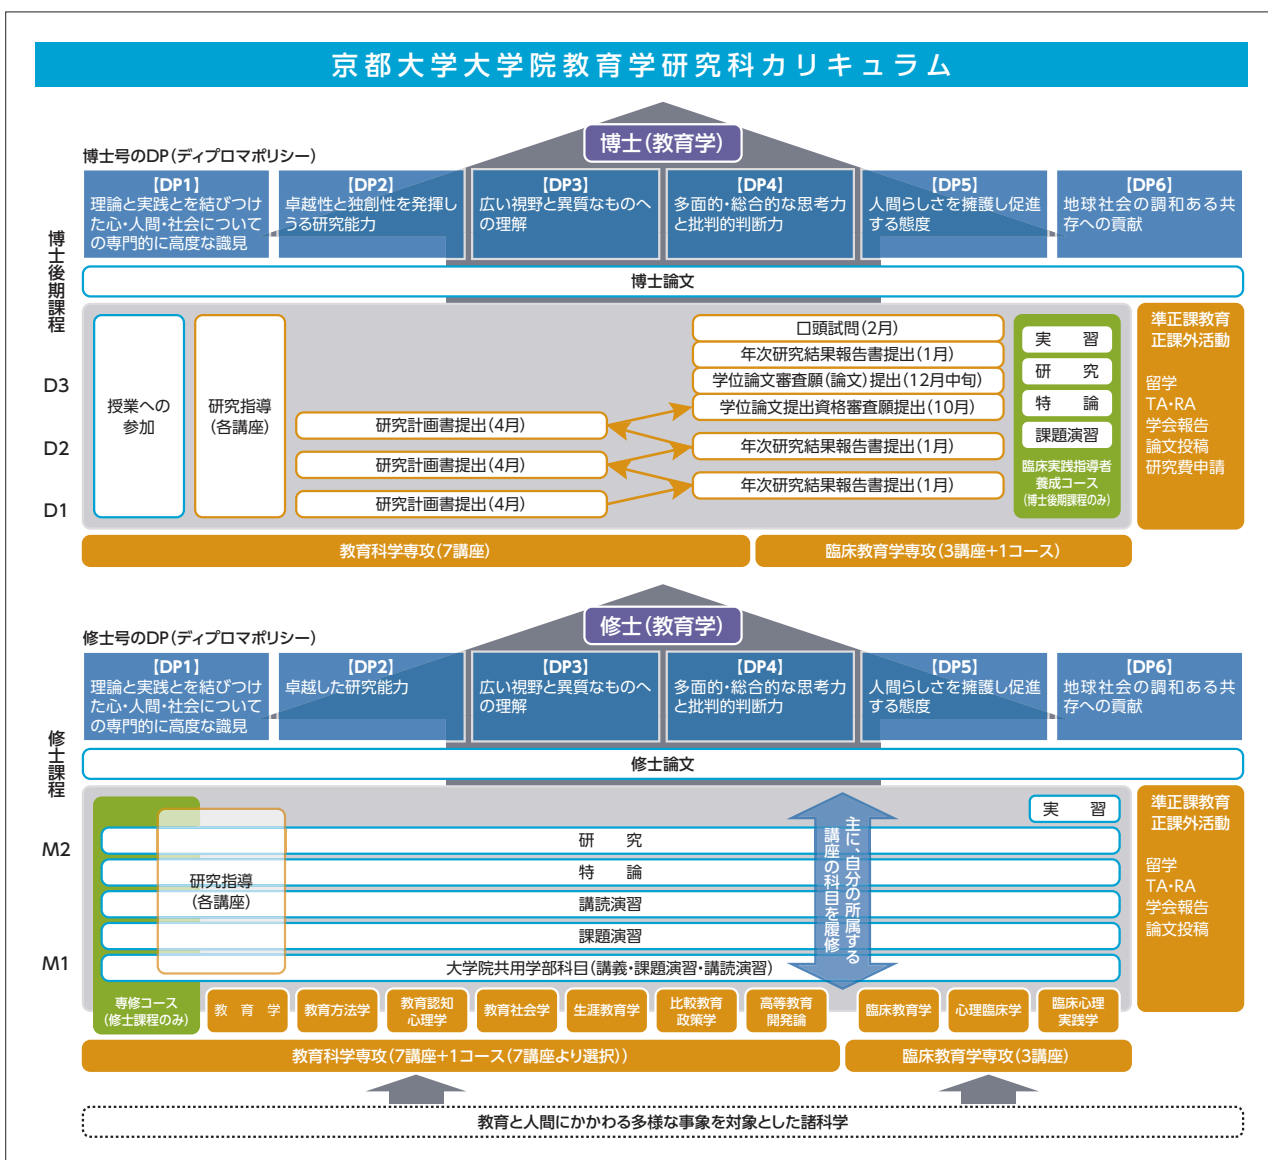 京都大学大学院教育学研究科カリキュラム
博士(教育学)
博士号のDP(ディプロマポリシー)
【DP1】
理論と実践とを結びつけ
た心・人間・社会について
の専門的に高度な識見
【DP2】
卓越性と独創性を発揮し
うる研究能力
【DP3】
広い視野と異質なものへ
の理解
【DP4】
多面的・総合的な思考力
と批判的判断力
【DP5】
人間らしさを擁護し促進
する態度
【DP6】
地球社会の調和ある共
存への貢献
博士後期課程
博士論文
D3
D2
D1
授業への
参加
研究指導
(各講座)
研究計画書提出(4月)
研究計画書提出(4月)
研究計画書提出(4月)
口頭試問(2月)
年次研究結果報告書提出(1月)
学位論文審査願(論文)提出(12月中旬)
学位論文提出資格審査願提出(10月)
年次研究結果報告書提出(1月)
年次研究結果報告書提出(1月)
実 習
研 究
特 論
課題演習
臨床実践指導者
養成コース
(博士後期課程のみ)
準正課教育
正課外活動
留学
TA・RA
学会報告
論文投稿
研究費申請
教育科学専攻(7講座)
臨床教育学専攻(3講座+1コース)
修士(教育学)
修士号のDP(ディプロマポリシー)
【DP1】
理論と実践とを結びつけ
た心・人間・社会について
の専門的に高度な識見
【DP2】
卓越した研究能力
【DP3】
広い視野と異質なものへ
の理解
【DP4】
多面的・総合的な思考力
と批判的判断力
【DP5】
人間らしさを擁護し促進
する態度
【DP6】
地球社会の調和ある共
存への貢献
修士課程
修士論文
M2
M1
実 習
研 究
特 論
講読演習
課題演習
大学院共用学部科目(講義・課題演習・講読演習)
研究指導
(各講座)
主に、自分の所属する
講座の科目を履修
準正課教育
正課外活動
留学
TA・RA
学会報告
論文投稿
専修コース
(修士課程のみ)
教 育 学
教育方法学
教育認知
心理学
教育社会学
生涯教育学
比較教育
政策学
高等教育
開発論
臨床教育学
心理臨床学
臨床心理
実践学
教育科学専攻(7講座+1コース(7講座より選択))
臨床教育学専攻(3講座)
教育と人間にかかわる多様な事象を対象とした諸科学